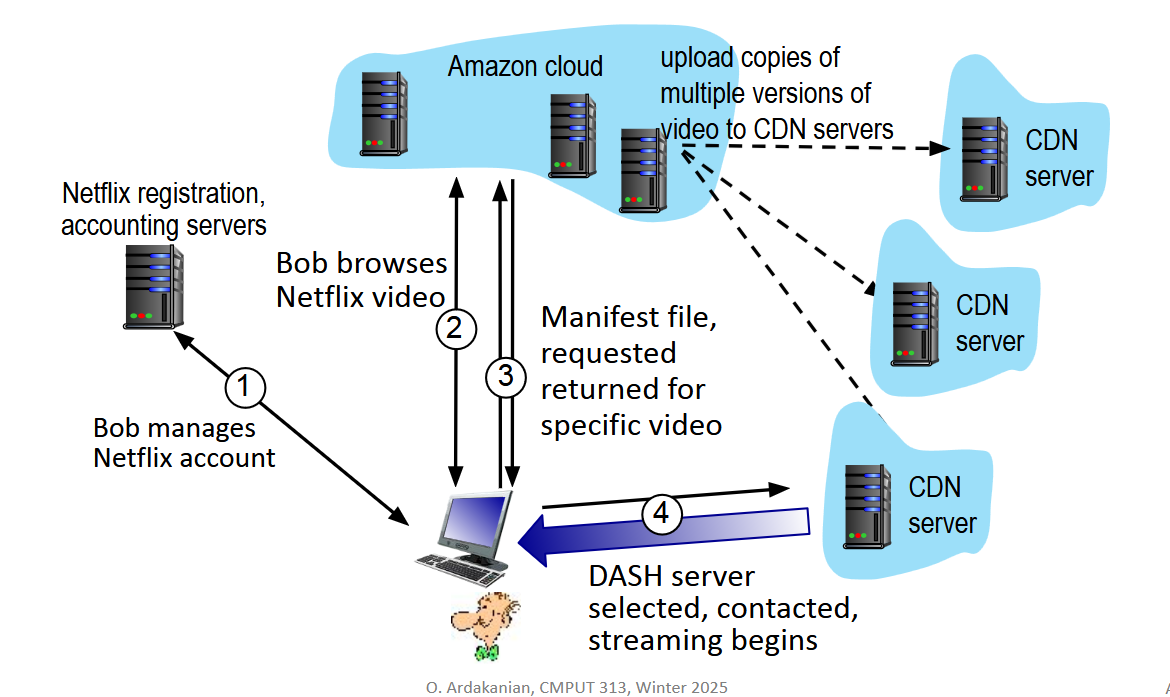 Amazon cloud
upload copies of
multiple versions of
video to CDN servers
CDN
server
Netflix registration,
accounting servers
Bob browses
Netflix video
CDN
server
Manifest file,
requested
returned for
specific video
2
3
1
Bob manages
Netflix account
CDN
server
4
DASH server
selected, contacted,
streaming begins
O. Ardakanian, CMPUT 313, Winter 2025